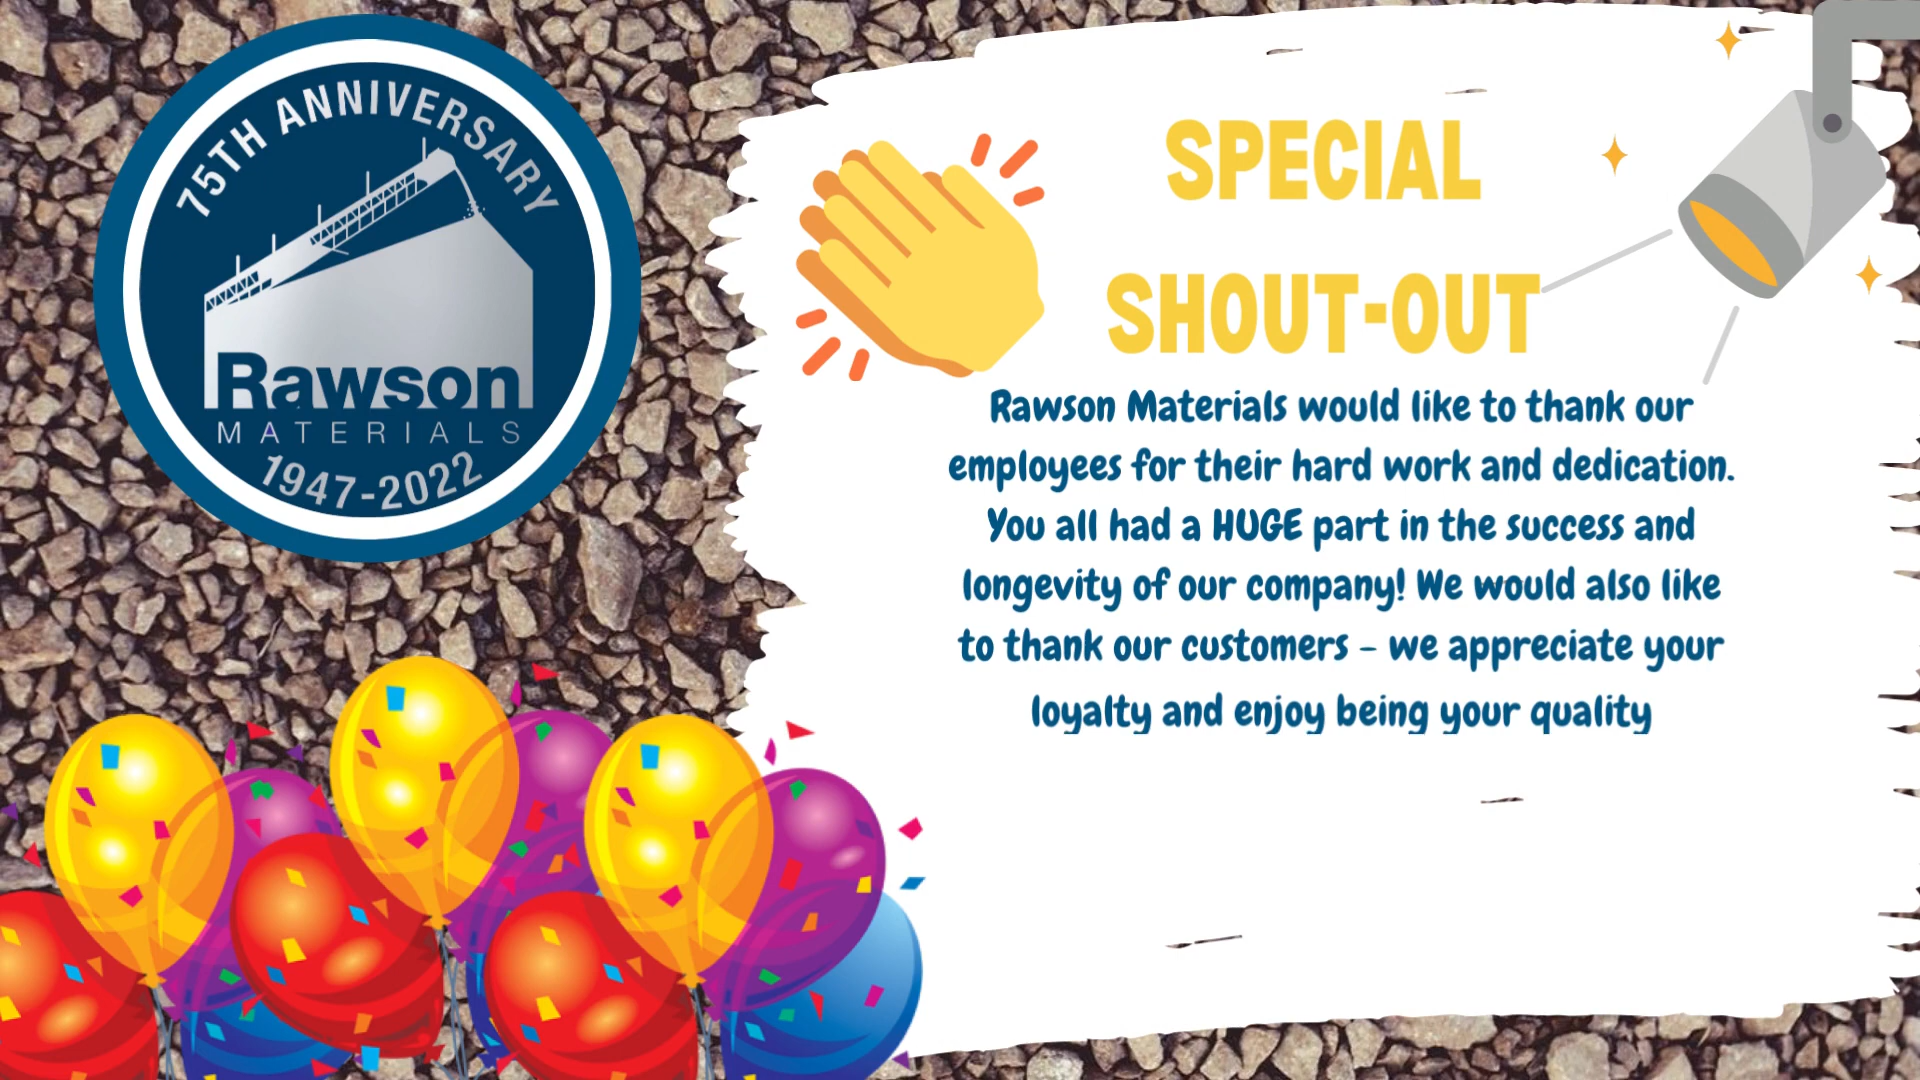 75TH ANNIVERSARY
Rawson
MATERIALS
1947-2022
SPECIAL
SHOUT-OUT
Rawson Materials would like to thank our
employees for their hard work and dedication.
You all had a HUGE part in the success and
longevity of our company! We would also like
to thank our customers – we appreciate your
loyalty and enjoy being your quality